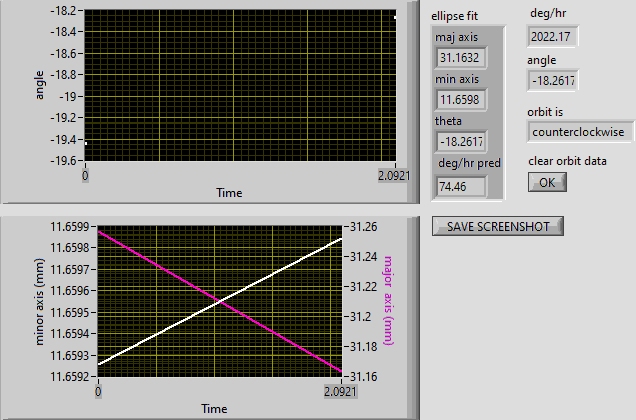 -18.2
-18.4
-18.6
-18.8
-19
-19.2
-19.4
-19.6
angle
0
2.0921
Time
ellipse fit
maj axis
31.1632
min axis
11.6598
theta
-18.2617
deg/hr pred
74.46
deg/hr
2022.17
angle
-18.2617
orbit is
counterclockwise
clear orbit data
OK
SAVE SCREENSHOT
11.6599
11.6598
11.6597
11.6596
11.6595
11.6594
11.6593
11.6592
minor axis (mm)
31.26
31.24
31.22
31.2
31.18
31.16
major axis (mm)
0
2.0921
Time